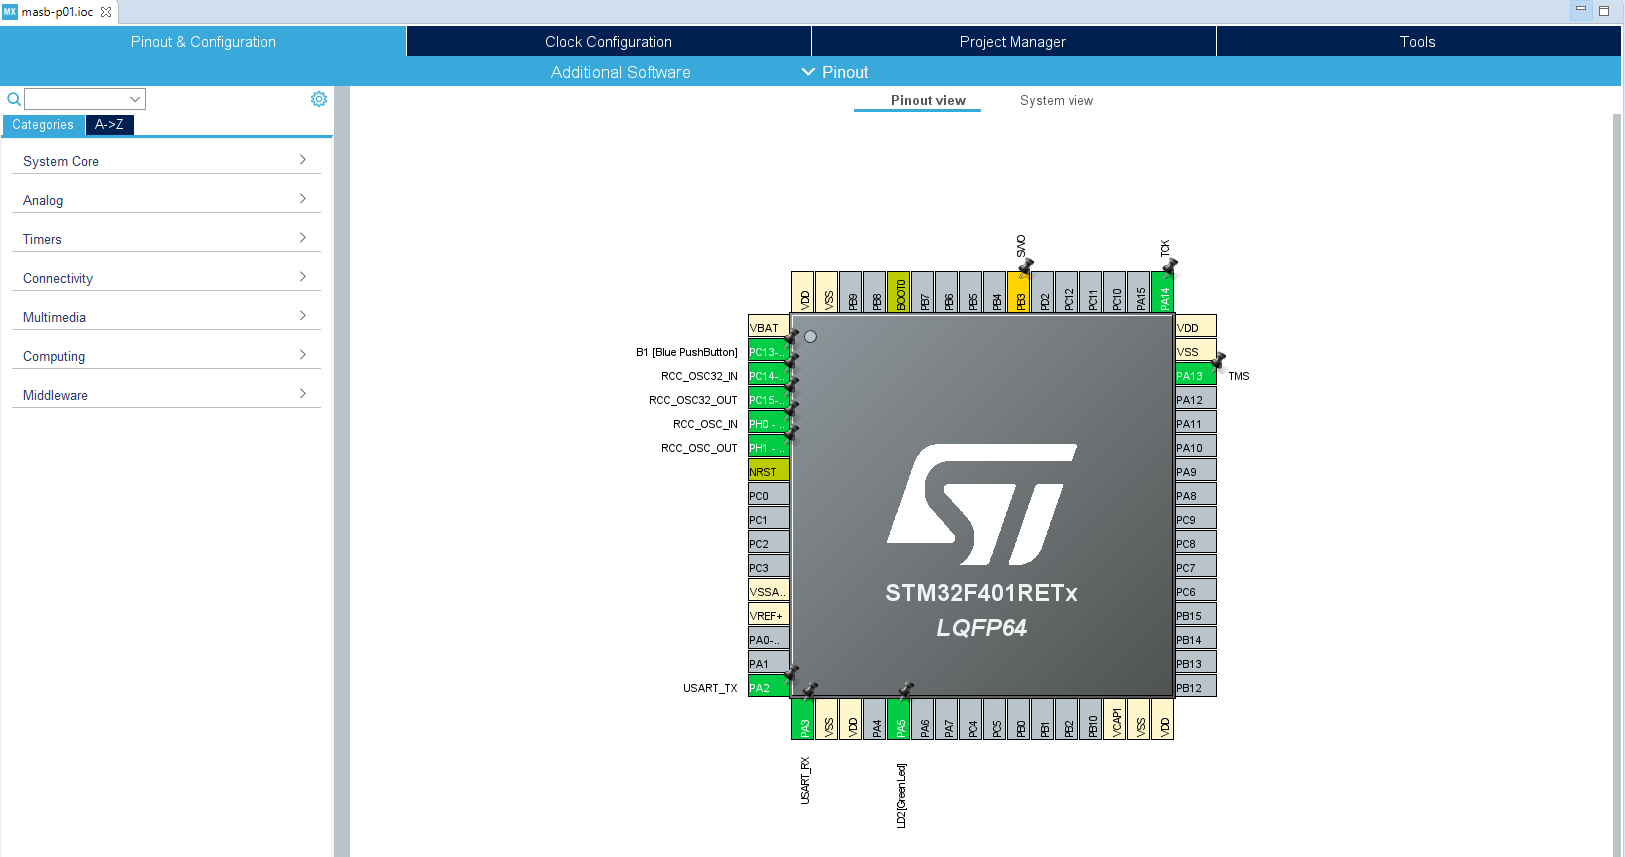 MX masb-p01.ioc
Pinout & Configuration
Clock Configuration
Project Manager
Tools
Additional Software
Pinout
Categories
A->Z
System Core
Analog
Timers
Connectivity
Multimedia
Computing
Middleware
Pinout view
System view
SWO
TCK
VDD
VSS
PB9
PB8
BOOT0
PB7
PB6
PB5
PB4
PB3
PD2
PC12
PC11
PC10
PA15
PA14
VBAT
B1 [Blue PushButton] PC13-..
RCC_OSC32_IN PC14-..
RCC_OSC32_OUT PC15-..
RCC_OSC_IN PH0 - ..
RCC_OSC_OUT PH1 - ..
NRST
PC0
PC1
PC2
PC3
VSSA..
VREF+
PA0-..
PA1
USART_TX PA2
ST
STM32F401RETx
LQFP64
VDD
VSS
PA13 TMS
PA12
PA11
PA10
PA9
PA8
PC9
PC8
PC7
PC6
PB15
PB14
PB13
PB12
PA3
VSS
VDD
PA4
PA5
PA6
PA7
PC4
PC5
PB0
PB1
PB2
PB10
VCAP1
VSS
VDD
USART_RX
LD2 [Green Led]